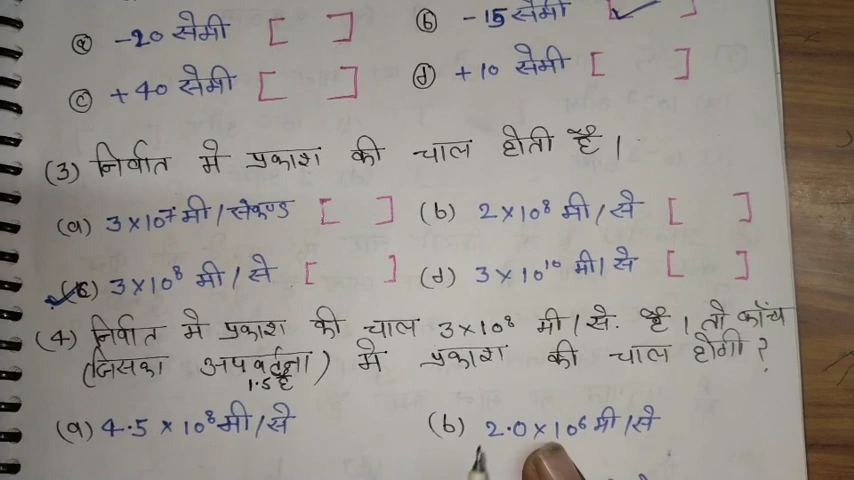 (a) -20 सेमी [ ] (b) -15 सेमी [✓]
(c) +40 सेमी [ ] (d) +10 सेमी [ ]
(3) निर्वात मे प्रकाश की चाल होती है।
(a) 3×10⁷ मी/सेकण्ड [ ] (b) 2×10⁸ मी/से [ ]
(c) 3×10⁸ मी/से [ ] (d) 3×10¹⁰ मी/से [ ]
(4) निर्वात मे प्रकाश की चाल 3×10⁸ मी/से. है। तो काँच
(जिसका अपवर्तना 1.5 है) मे प्रकाश की चाल होगी?
(a) 4.5×10⁸ मी/से (b) 2.0×10⁶ मी/से